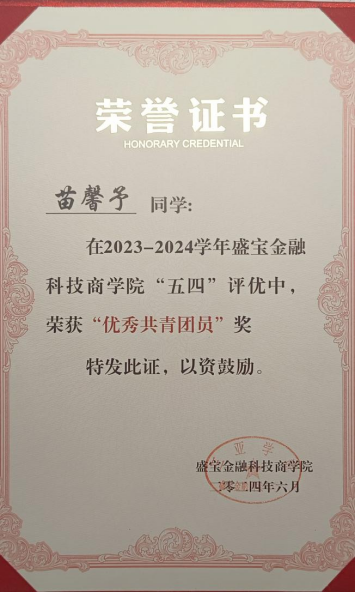 荣誉证书
HONORARY CREDENTIAL
苗馨予 同学:
在2023-2024学年盛宝金融
科技商学院“五四”评优中，
荣获“优秀共青团员”奖
特发此证，以资鼓励。
亚学
盛宝金融科技商学院
二〇二四年六月